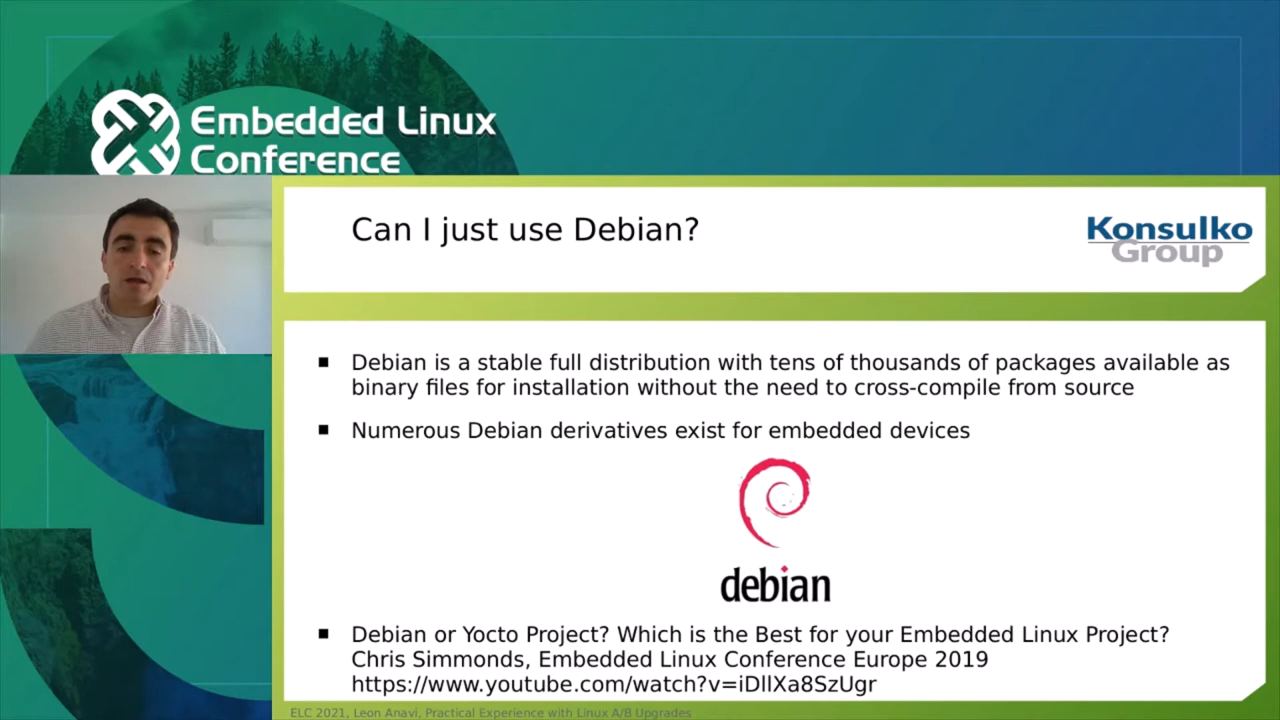 Embedded Linux
Conference
Can I just use Debian?
Konsulko
Group
■ Debian is a stable full distribution with tens of thousands of packages available as
binary files for installation without the need to cross-compile from source
■ Numerous Debian derivatives exist for embedded devices
debian
■ Debian or Yocto Project? Which is the Best for your Embedded Linux Project?
Chris Simmonds, Embedded Linux Conference Europe 2019
https://www.youtube.com/watch?v=iDllXa8SzUgr
ELC 2021, Leon Anavi, Practical Experience with Linux A/B Upgrades